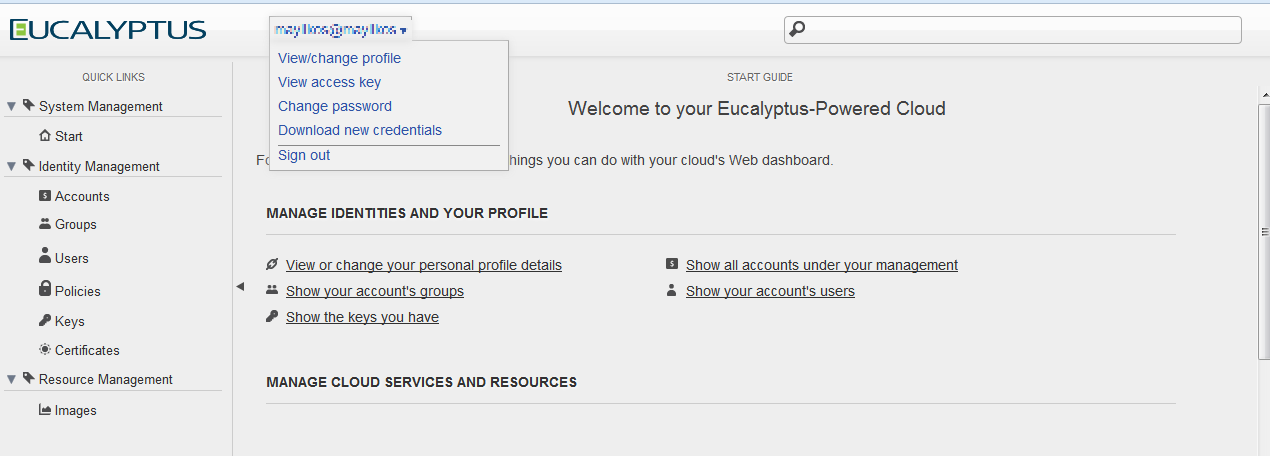 EUCALYPTUS
View/change profile
View access key
Change password
Download new credentials
Sign out
QUICK LINKS
System Management
Start
Identity Management
Accounts
Groups
Users
Policies
Keys
Certificates
Resource Management
Images
START GUIDE
Welcome to your Eucalyptus-Powered Cloud
you can do with your cloud's Web dashboard.
MANAGE IDENTITIES AND YOUR PROFILE
View or change your personal profile details
Show all accounts under your management
Show your account's groups
Show your account's users
Show the keys you have
MANAGE CLOUD SERVICES AND RESOURCES